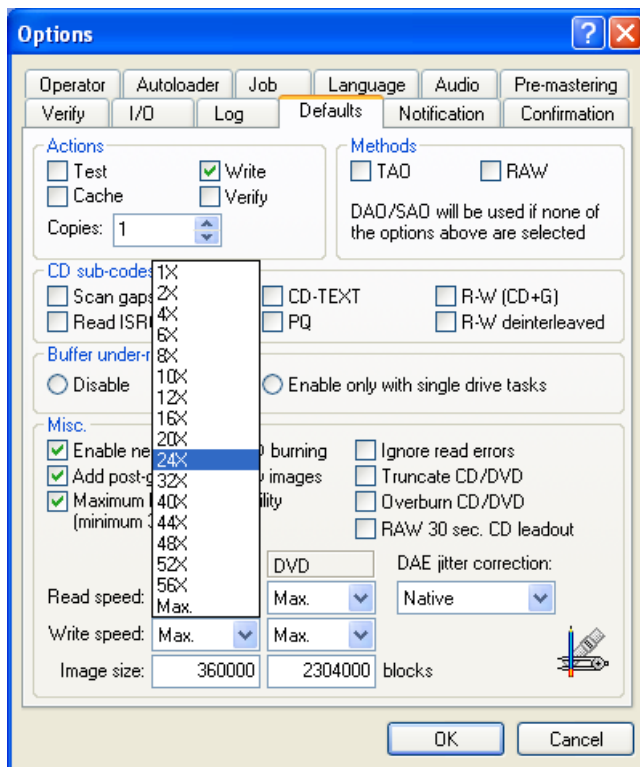 Options
Operator Autoloader Job Language Audio Pre-mastering
Verify I/O Log Defaults Notification Confirmation
Actions
Test Write
Cache Verify
Copies: 1
Methods
TAO RAW
DAO/SAO will be used if none of
the options above are selected
CD sub-codes
Scan gaps CD-TEXT R-W (CD+G)
Read ISR PQ R-W deinterleaved
Buffer under-r
Disable Enable only with single drive tasks
Misc.
Enable ne burning Ignore read errors
Add post-g images Truncate CD/DVD
Maximum ility Overburn CD/DVD
(minimum RAW 30 sec. CD leadout
1X
2X
4X
6X
8X
10X
12X
16X
20X
24X
32X
40X
44X
48X
52X
56X
Max.
DVD DAE jitter correction:
Read speed: Max. Native
Write speed: Max. Max.
Image size: 360000 2304000 blocks
OK Cancel